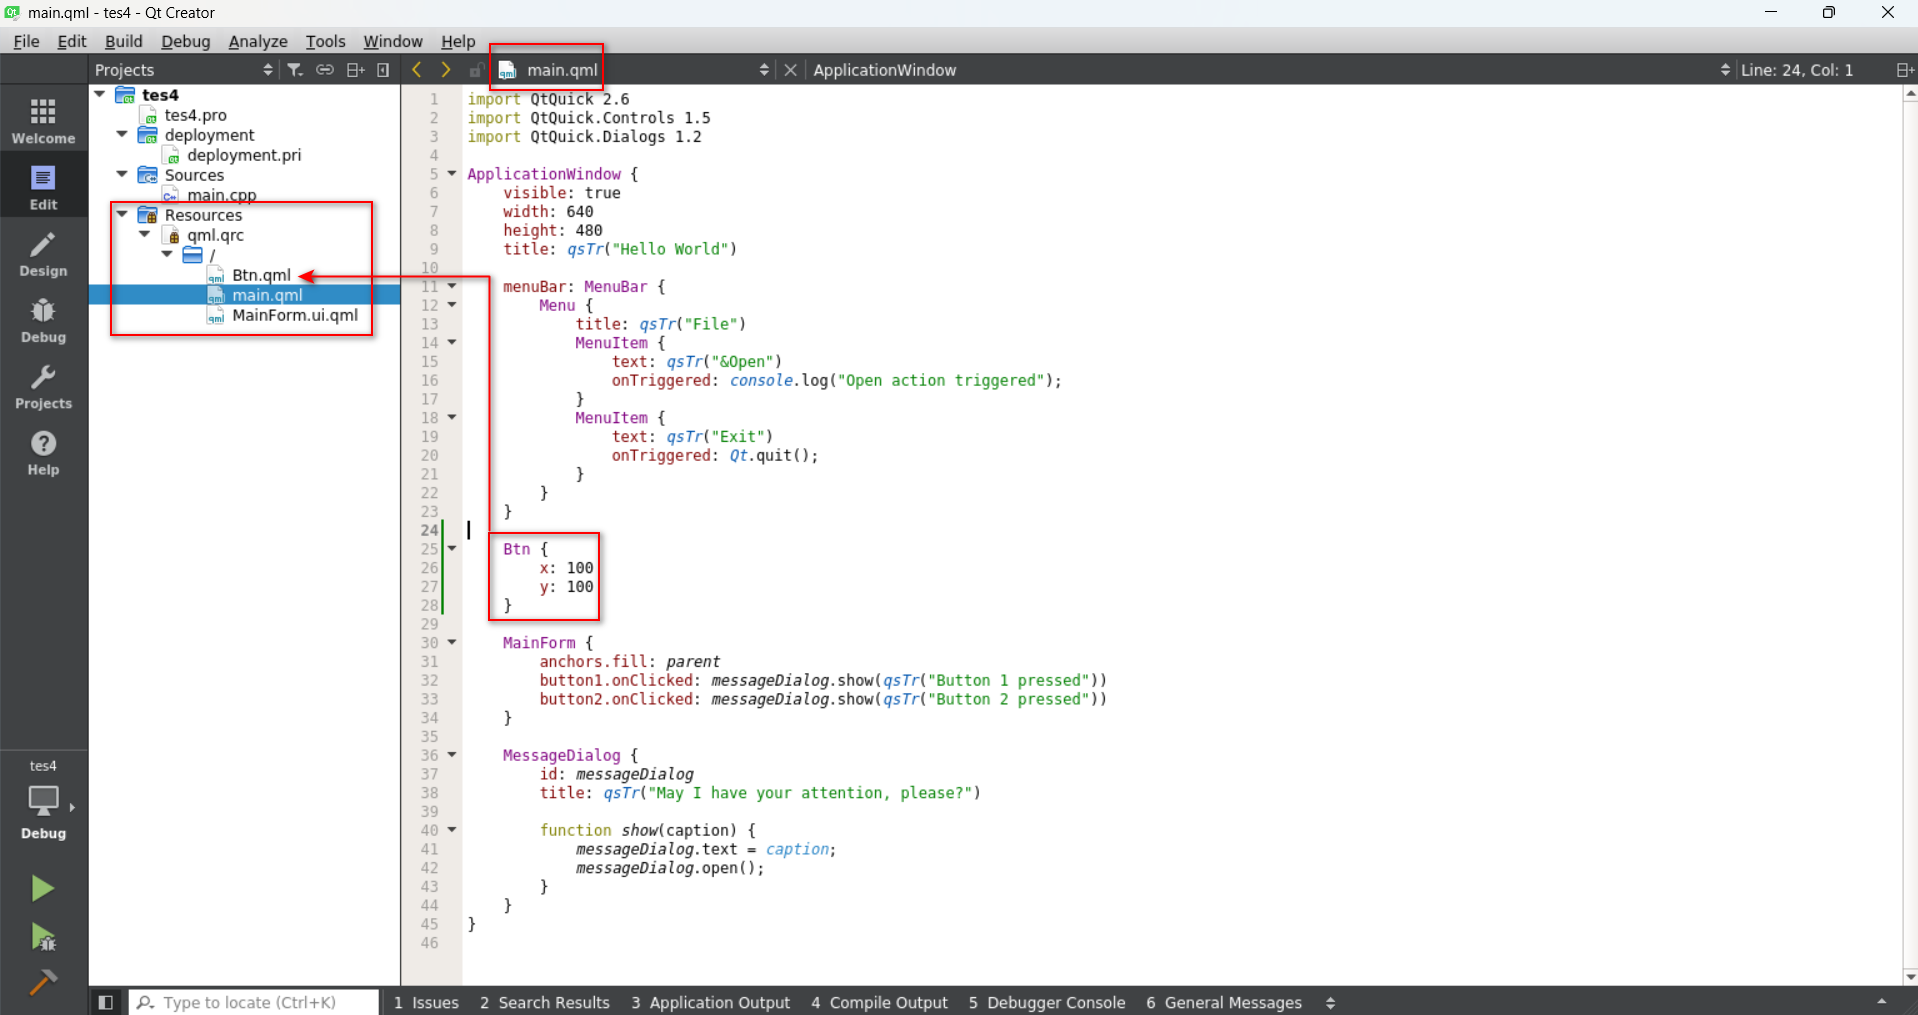 main.qml - tes4 - Qt Creator
File Edit Build Debug Analyze Tools Window Help
Projects
main.qml
ApplicationWindow
Line: 24, Col: 1
Welcome
Edit
Design
Debug
Projects
Help
tes4
Debug
tes4
tes4.pro
deployment
deployment.pri
Sources
main.cpp
Resources
qml.qrc
/
Btn.qml
main.qml
MainForm.ui.qml
1 import QtQuick 2.6
2 import QtQuick.Controls 1.5
3 import QtQuick.Dialogs 1.2
4
5 ApplicationWindow {
6     visible: true
7     width: 640
8     height: 480
9     title: qsTr("Hello World")
10
11     menuBar: MenuBar {
12         Menu {
13             title: qsTr("File")
14             MenuItem {
15                 text: qsTr("&Open")
16                 onTriggered: console.log("Open action triggered");
17             }
18             MenuItem {
19                 text: qsTr("Exit")
20                 onTriggered: Qt.quit();
21             }
22         }
23     }
24
25     Btn {
26         x: 100
27         y: 100
28     }
29
30     MainForm {
31         anchors.fill: parent
32         button1.onClicked: messageDialog.show(qsTr("Button 1 pressed"))
33         button2.onClicked: messageDialog.show(qsTr("Button 2 pressed"))
34     }
35
36     MessageDialog {
37         id: messageDialog
38         title: qsTr("May I have your attention, please?")
39
40         function show(caption) {
41             messageDialog.text = caption;
42             messageDialog.open();
43         }
44     }
45 }
46
Type to locate (Ctrl+K)
1 Issues 2 Search Results 3 Application Output 4 Compile Output 5 Debugger Console 6 General Messages